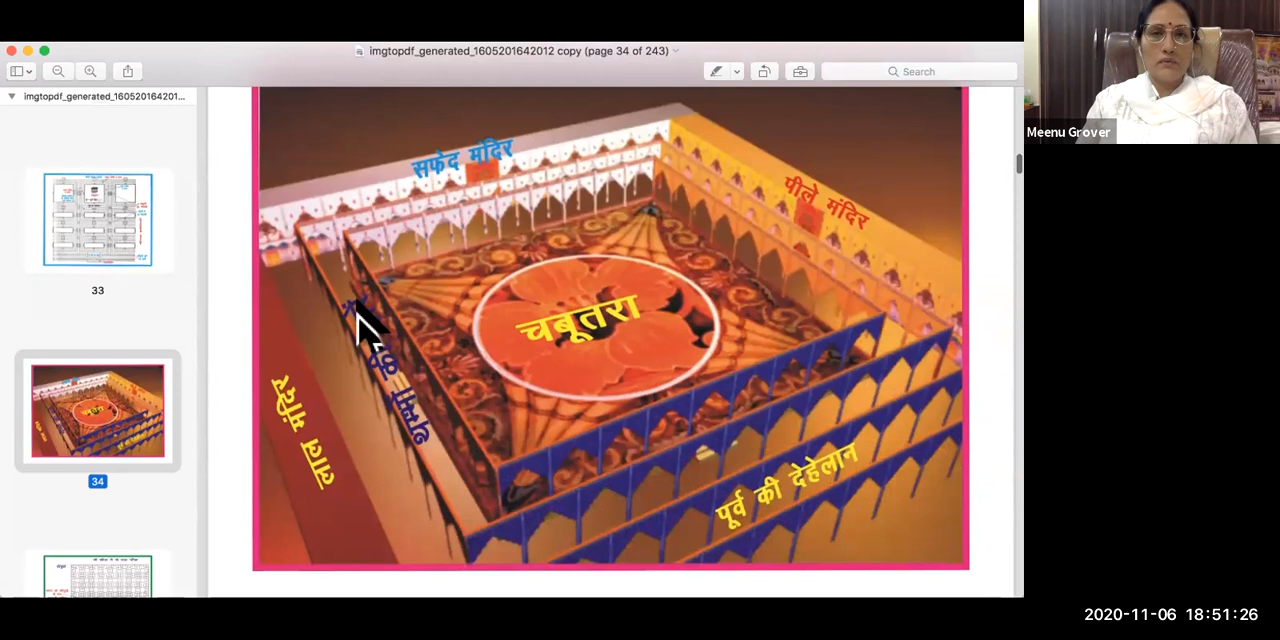 imgtopdf_generated_1605201642012 copy (page 34 of 243)
Search
imgtopdf_generated_160520164201...
33
34
सफेद मंदिर
पीले मंदिर
चबूतरा
लाल मंदिर
पूर्व की देहेलान
Meenu Grover
2020-11-06 18:51:26